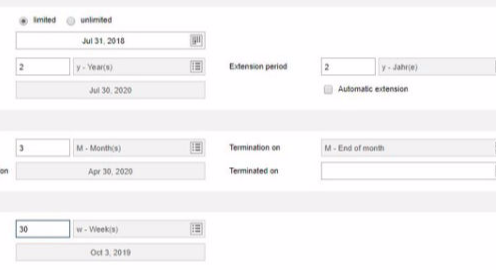 limited unlimited
Jul 31, 2018
2 y - Year(s) Extension period 2 y - Jahr(e)
Jul 30, 2020 Automatic extension
3 M - Month(s) Termination on M - End of month
on Apr 30, 2020 Terminated on
30 w - Week(s)
Oct 3, 2019